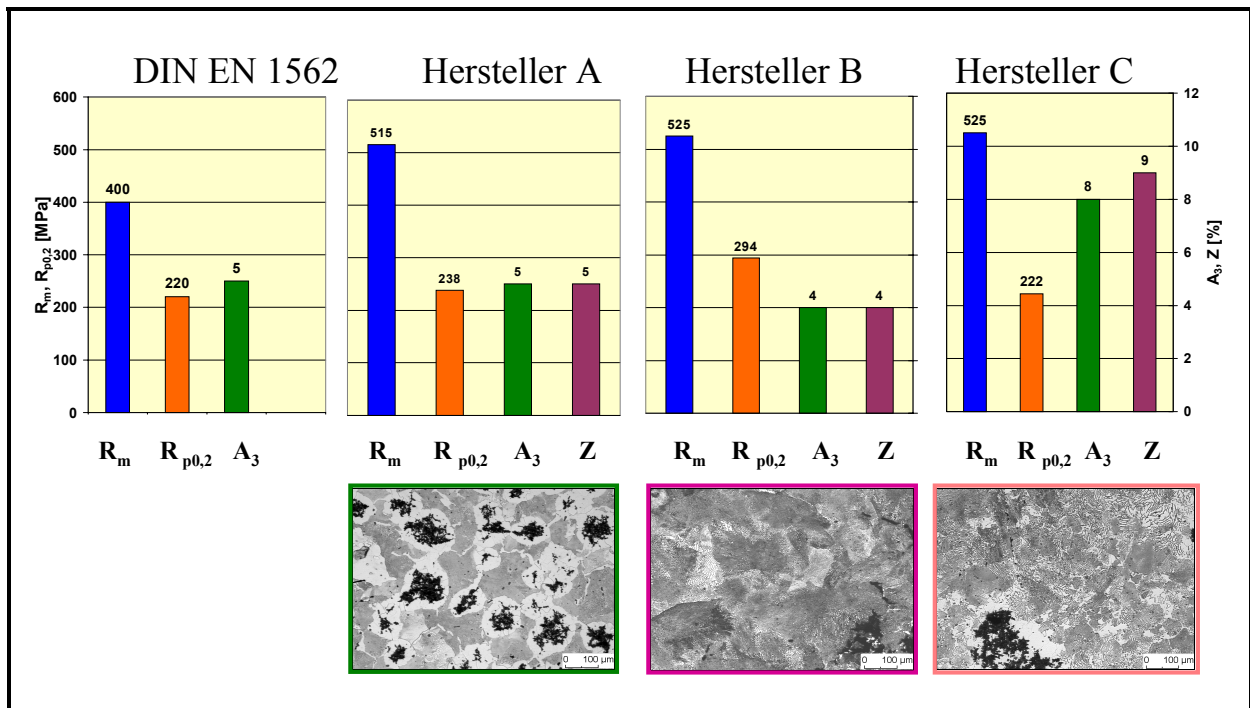 DIN EN 1562
Hersteller A
Hersteller B
Hersteller C
Rm, Rp0,2 [MPa]
600
500
400
300
200
100
0
400
220
5
515
238
5
5
525
294
4
4
525
222
8
9
12
10
8
6
4
2
0
A3, Z [%]
Rm Rp0,2 A3
Rm Rp0,2 A3 Z
Rm Rp0,2 A3 Z
Rm Rp0,2 A3 Z
0 100 µm
0 100 µm
0 100 µm